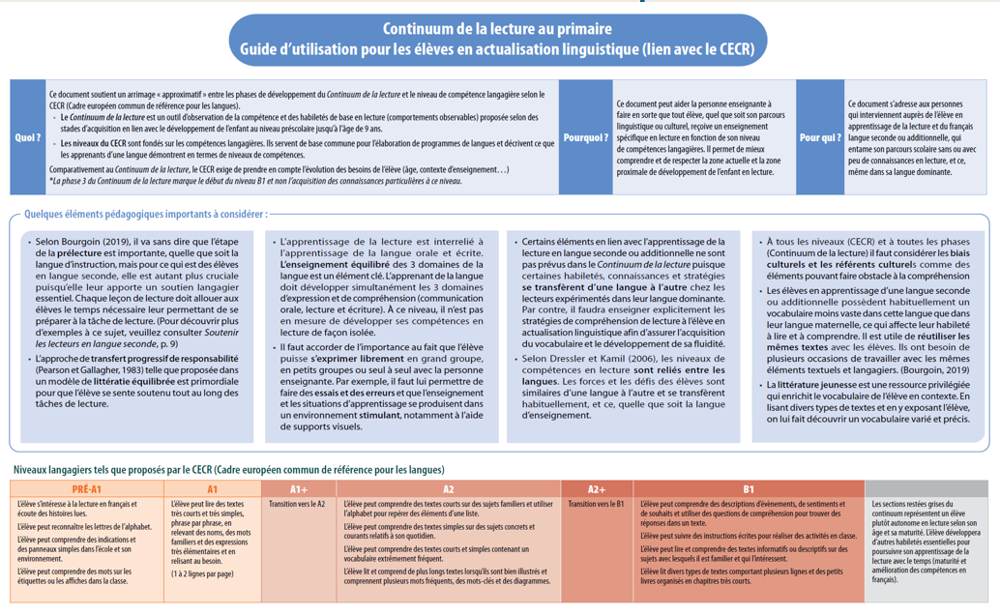 Continuum de la lecture au primaire
Guide d'utilisation pour les élèves en actualisation linguistique (lien avec le CECR)
Quoi ?
Ce document soutient un arrimage « approximatif » entre les phases de développement du Continuum de la lecture et le niveau de compétence langagière selon le
CECR (Cadre européen commun de référence pour les langues).
• Le Continuum de la lecture est un outil d'observation de la compétence et des habiletés de base en lecture (comportements observables) proposée selon des
stades d'acquisition en lien avec le développement de l'enfant au niveau préscolaire jusqu'à l'âge de 9 ans.
• Les niveaux du CECR sont fondés sur les compétences langagières. Ils servent de base commune pour l'élaboration de programmes de langues et décrivent ce que
les apprenants d'une langue démontrent en termes de niveaux de compétences.
Comparativement au Continuum de la lecture, le CECR exige de prendre en compte l'évolution des besoins de l'élève (âge, contexte d'enseignement…)
*La phase 3 du Continuum de la lecture marque le début du niveau B1 et non l'acquisition des connaissances particulières à ce niveau.
Pourquoi ?
Ce document peut aider la personne enseignante à
faire en sorte que tout élève, quel que soit son parcours
linguistique ou culturel, reçoive un enseignement
spécifique en lecture en fonction de son niveau
de compétences langagières. Il permet de mieux
comprendre et de respecter la zone actuelle et la zone
proximale de développement de l'enfant en lecture.
Pour qui ?
Ce document s'adresse aux personnes
qui interviennent auprès de l'élève en
apprentissage de la lecture et du français
langue seconde ou additionnelle, qui
entame son parcours scolaire sans ou avec
peu de connaissances en lecture, et ce,
même dans sa langue dominante.
Quelques éléments pédagogiques importants à considérer :
• Selon Bourgoin (2019), il va sans dire que l'étape
de la prélecture est importante, quelle que soit la
langue d'instruction, mais pour ce qui est des élèves
en langue seconde, elle est autant plus cruciale
puisqu'elle leur apporte un soutien langagier
essentiel. Chaque leçon de lecture doit allouer aux
élèves le temps nécessaire leur permettant de se
préparer à la tâche de lecture. (Pour découvrir plus
d'exemples à ce sujet, veuillez consulter Soutenir
les lecteurs en langue seconde, p. 9)
• L'approche de transfert progressif de responsabilité
(Pearson et Gallagher, 1983) telle que proposée dans
un modèle de littératie équilibrée est primordiale
pour que l'élève se sente soutenu tout au long des
tâches de lecture.
• L'apprentissage de la lecture est interrelié à
l'apprentissage de la langue orale et écrite.
L'enseignement équilibré des 3 domaines de la
langue est un élément clé. L'apprenant de la langue
doit développer simultanément les 3 domaines
d'expression et de compréhension (communication
orale, lecture et écriture). À ce niveau, il n'est pas
en mesure de développer ses compétences en
lecture de façon isolée.
• Il faut accorder de l'importance au fait que l'élève
puisse s'exprimer librement en grand groupe,
en petits groupes ou seul à seul avec la personne
enseignante. Par exemple, il faut lui permettre de
faire des essais et des erreurs et que l'enseignement
et les situations d'apprentissage se produisent dans
un environnement stimulant, notamment à l'aide
de supports visuels.
• Certains éléments en lien avec l'apprentissage de la
lecture en langue seconde ou additionnelle ne sont
pas prévus dans le Continuum de la lecture puisque
certaines habiletés, connaissances et stratégies
se transfèrent d'une langue à l'autre chez les
lecteurs expérimentés dans leur langue dominante.
Par contre, il faudra enseigner explicitement les
stratégies de compréhension de lecture à l'élève en
actualisation linguistique afin d'assurer l'acquisition
du vocabulaire et le développement de sa fluidité.
• Selon Dressler et Kamil (2006), les niveaux de
compétences en lecture sont reliés entre les
langues. Les forces et les défis des élèves sont
similaires d'une langue à l'autre et se transfèrent
habituellement, et ce, quelle que soit la langue
d'enseignement.
• À tous les niveaux (CECR) et à toutes les phases
(Continuum de la lecture) il faut considérer les biais
culturels et les référents culturels comme des
éléments pouvant faire obstacle à la compréhension
• Les élèves en apprentissage d'une langue seconde
ou additionnelle possèdent habituellement un
vocabulaire moins vaste dans cette langue que dans
leur langue maternelle, ce qui affecte leur habileté
à lire et à comprendre. Il est utile de réutiliser les
mêmes textes avec les élèves. Ils ont besoin de
plusieurs occasions de travailler avec les mêmes
éléments textuels et langagiers. (Bourgoin, 2019)
• La littérature jeunesse est une ressource privilégiée
qui enrichit le vocabulaire de l'élève en contexte. En
lisant divers types de textes et en y exposant l'élève,
on lui fait découvrir un vocabulaire varié et précis.
Niveaux langagiers tels que proposés par le CECR (Cadre européen commun de référence pour les langues)
PRÉ-A1
L'élève s'intéresse à la lecture en français et
écoute des histoires lues.
L'élève peut reconnaître les lettres de l'alphabet.
L'élève peut comprendre des indications et
des panneaux simples dans l'école et son
environnement.
L'élève peut comprendre des mots sur les
étiquettes ou les affiches dans la classe.
A1
L'élève peut lire des textes
très courts et très simples,
phrase par phrase, en
relevant des noms, des mots
familiers et des expressions
très élémentaires et en
relisant au besoin.
(1 à 2 lignes par page)
A1+
Transition vers le A2
A2
L'élève peut comprendre des textes courts sur des sujets familiers et utiliser
l'alphabet pour repérer des éléments d'une liste.
L'élève peut comprendre des textes simples sur des sujets concrets et
courants relatifs à son quotidien.
L'élève peut comprendre des textes courts et simples contenant un
vocabulaire extrêmement fréquent.
L'élève lit et comprend de plus longs textes lorsqu'ils sont bien illustrés et
comprennent plusieurs mots fréquents, des mots-clés et des diagrammes.
A2+
Transition vers le B1
B1
L'élève peut comprendre des descriptions d'évènements, de sentiments et
de souhaits et utiliser des questions de compréhension pour trouver des
réponses dans un texte.
L'élève peut suivre des instructions écrites pour réaliser des activités en classe.
L'élève peut lire et comprendre des textes informatifs ou descriptifs sur des
sujets avec lesquels il est familier et qui l'intéressent.
L'élève lit divers types de textes comportant plusieurs lignes et des petits
livres organisés en chapitres très courts.
Les sections restées grises du
continuum représentent un élève
plutôt autonome en lecture selon son
âge et sa maturité. L'élève développera
d'autres habiletés essentielles pour
poursuivre son apprentissage de la
lecture avec le temps (maturité et
amélioration des compétences en
français).